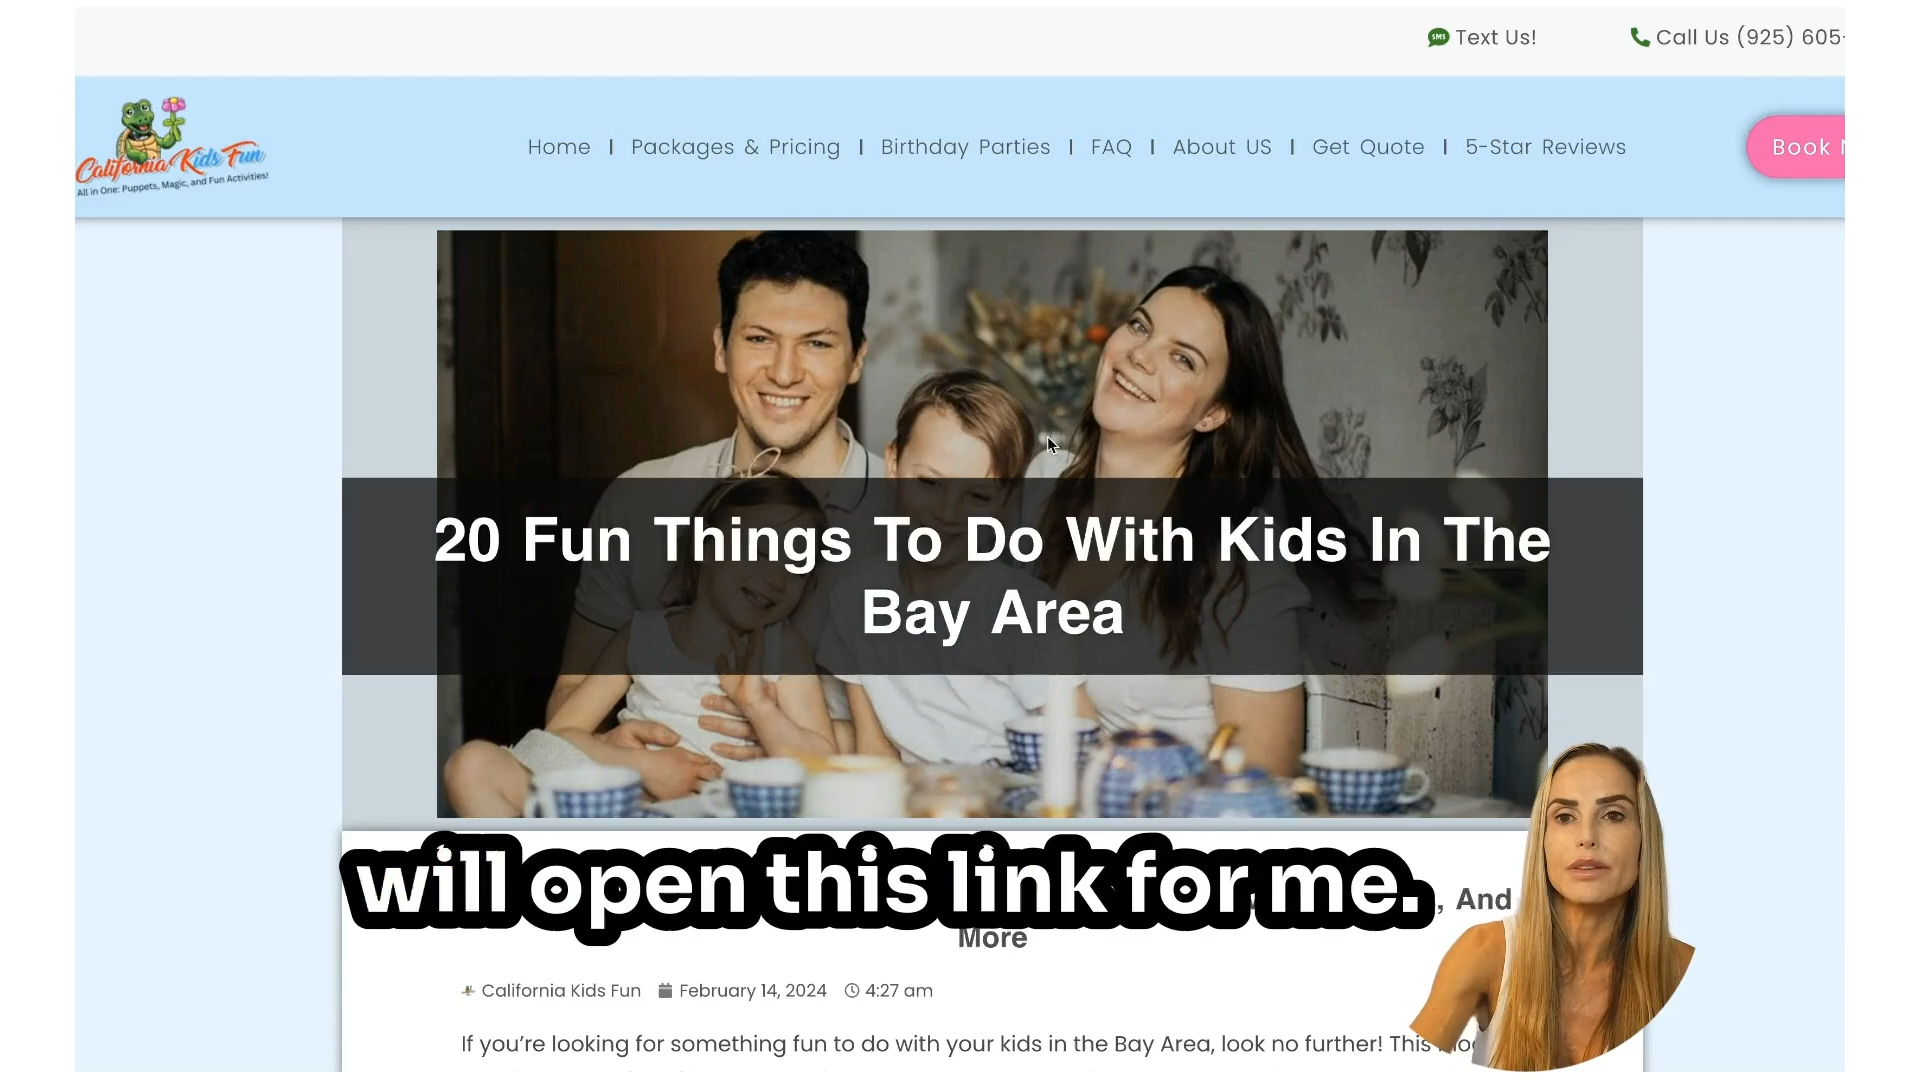 Text Us!
Call Us (925) 605-
California Kids Fun
All in One: Puppets, Magic, and Fun Activities!
Home | Packages & Pricing | Birthday Parties | FAQ | About US | Get Quote | 5-Star Reviews
Book
20 Fun Things To Do With Kids In The
Bay Area
will open this link for me.
, And
More
California Kids Fun February 14, 2024 4:27 am
If you’re looking for something fun to do with your kids in the Bay Area, look no further! This